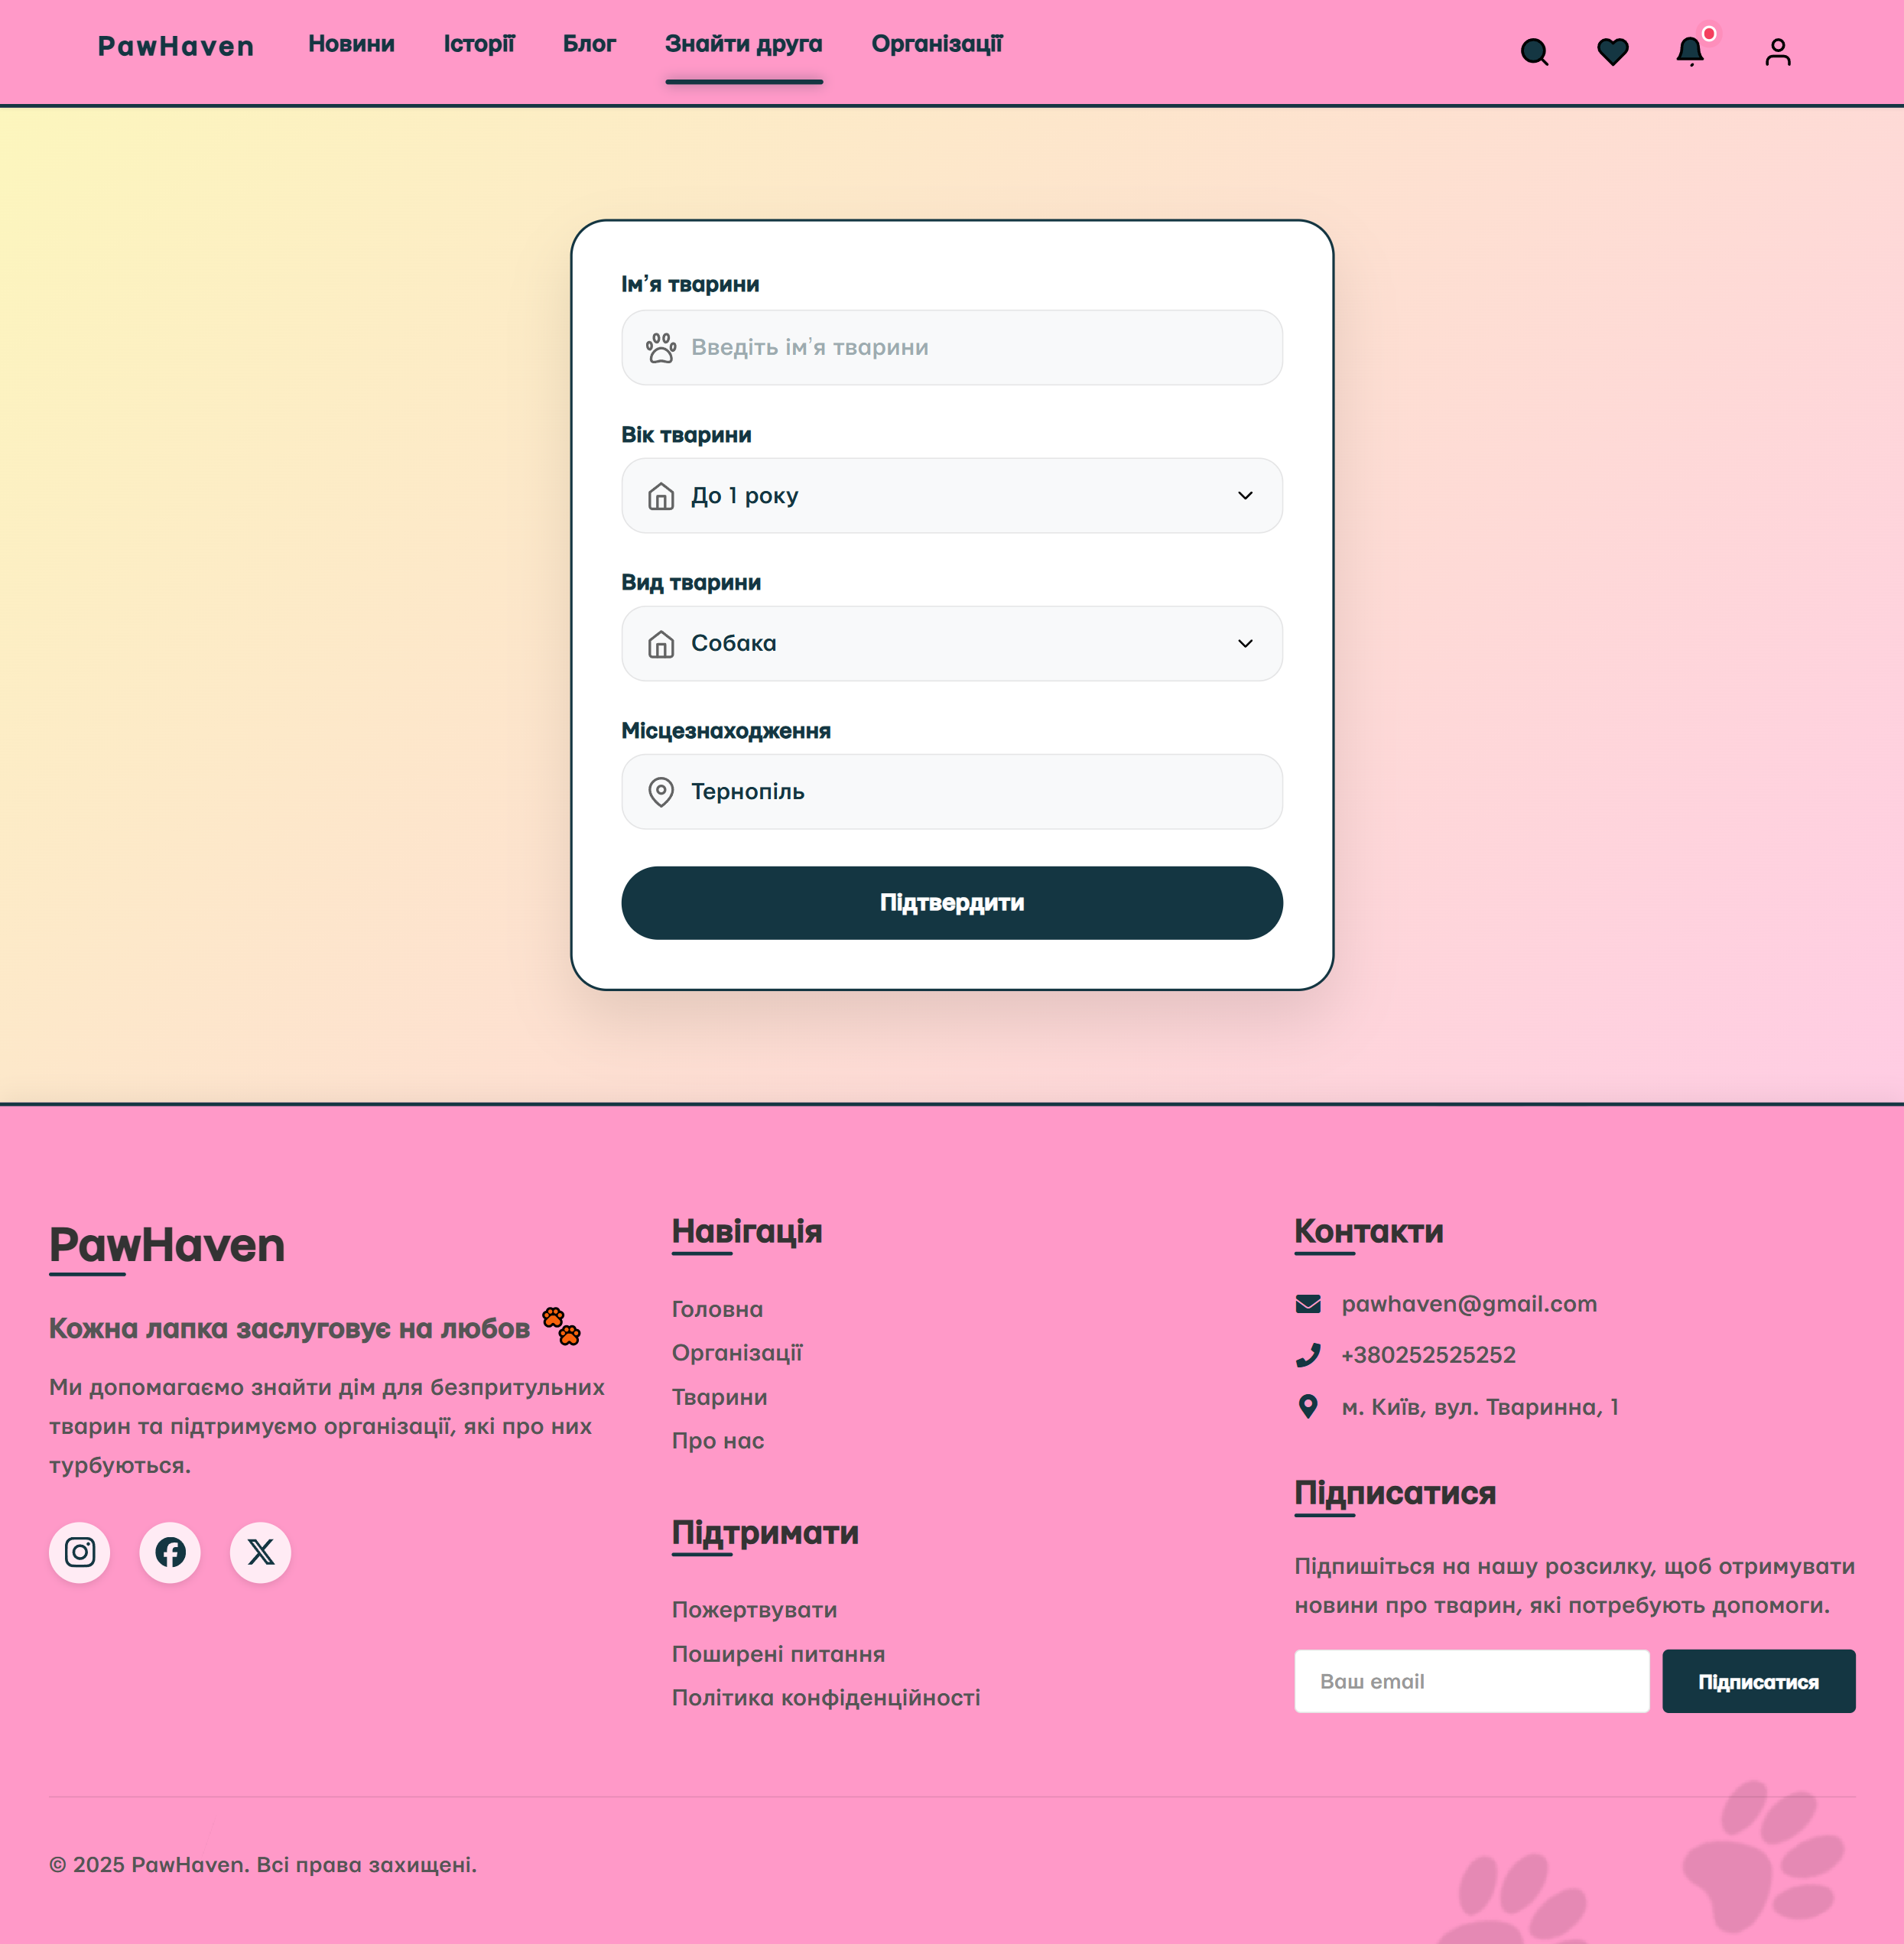 PawHaven
Новини
Історії
Блог
Знайти друга
Організації
Ім'я тварини
Введіть ім'я тварини
Вік тварини
До 1 року
Вид тварини
Собака
Місцезнаходження
Тернопіль
Підтвердити
PawHaven
Кожна лапка заслуговує на любов
Ми допомагаємо знайти дім для безпритульних
тварин та підтримуємо організації, які про них
турбуються.
Навігація
Головна
Організації
Тварини
Про нас
Підтримати
Пожертвувати
Поширені питання
Політика конфіденційності
Контакти
pawhaven@gmail.com
+380252525252
м. Київ, вул. Тваринна, 1
Підписатися
Підпишіться на нашу розсилку, щоб отримувати
новини про тварин, які потребують допомоги.
Ваш email
Підписатися
© 2025 PawHaven. Всі права захищені.